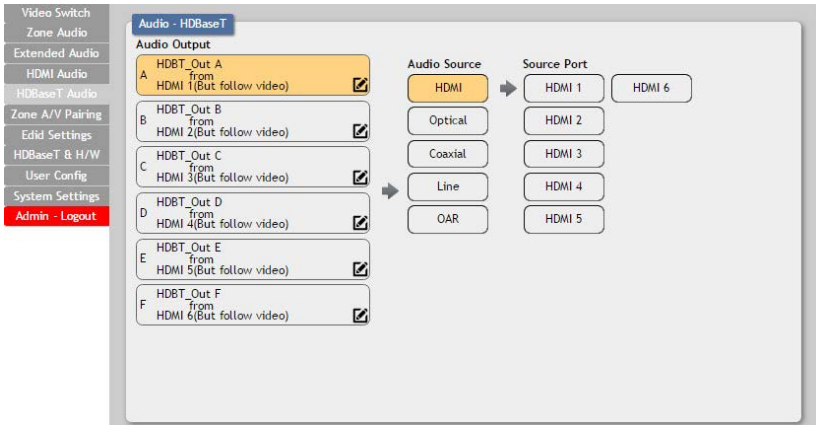 Video Switch
Zone Audio
Extended Audio
HDMI Audio
HDBaseT Audio
Zone A/V Pairing
Edid Settings
HDBaseT & H/W
User Config
System Settings
Admin - Logout
Audio - HDBaseT
Audio Output
A
HDBT_Out A
from
HDMI 1(But follow video)
B
HDBT_Out B
from
HDMI 2(But follow video)
C
HDBT_Out C
from
HDMI 3(But follow video)
D
HDBT_Out D
from
HDMI 4(But follow video)
E
HDBT_Out E
from
HDMI 5(But follow video)
F
HDBT_Out F
from
HDMI 6(But follow video)
Audio Source
HDMI
Optical
Coaxial
Line
OAR
Source Port
HDMI 1
HDMI 6
HDMI 2
HDMI 3
HDMI 4
HDMI 5